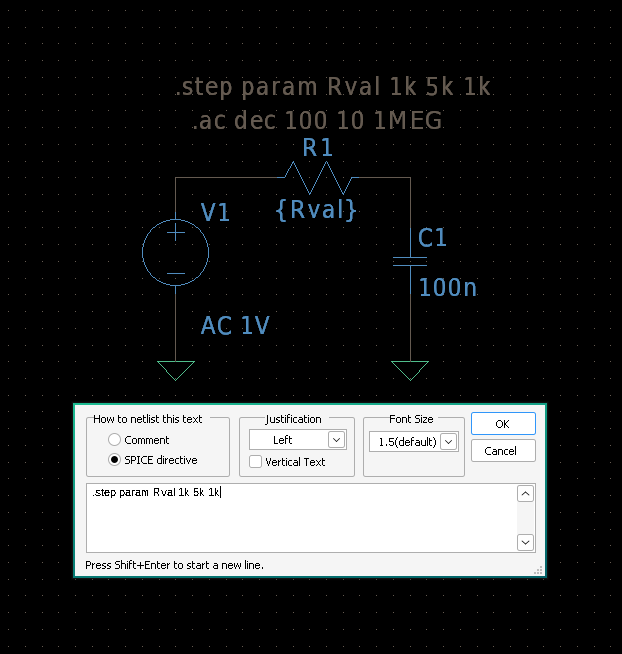 .step param Rval 1k 5k 1k
.ac dec 100 10 1MEG
R1
V1
{Rval}
C1
100n
AC 1V
How to netlist this text
Comment
SPICE directive
Justification
Left
Vertical Text
Font Size
1.5(default)
OK
Cancel
.step param Rval 1k 5k 1k
Press Shift+Enter to start a new line.